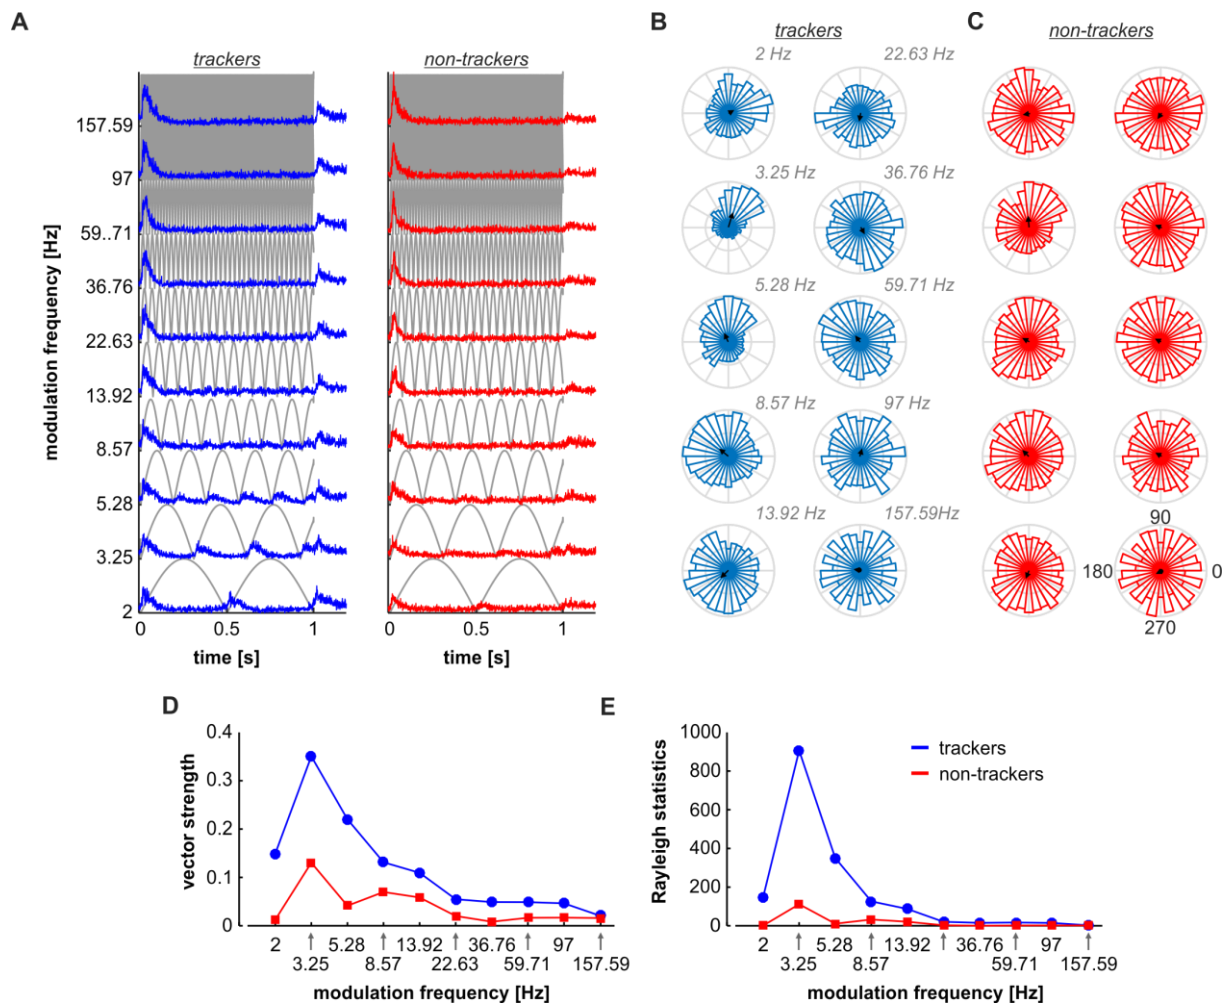 A
trackers
non-trackers
modulation frequency [Hz]
157.59
97
59..71
36.76
22.63
13.92
8.57
5.28
3.25
2
0 0.5 1
time [s]
0 0.5 1
time [s]
B
trackers
2 Hz 22.63 Hz
3.25 Hz 36.76 Hz
5.28 Hz 59.71 Hz
8.57 Hz 97 Hz
13.92 Hz 157.59Hz
C
non-trackers
90
180 0
270
D
vector strength
0.4
0.3
0.2
0.1
0
2 5.28 13.92 36.76 97
3.25 8.57 22.63 59.71 157.59
modulation frequency [Hz]
E
Rayleigh statistics
1000
800
600
400
200
0
trackers
non-trackers
2 5.28 13.92 36.76 97
3.25 8.57 22.63 59.71 157.59
modulation frequency [Hz]